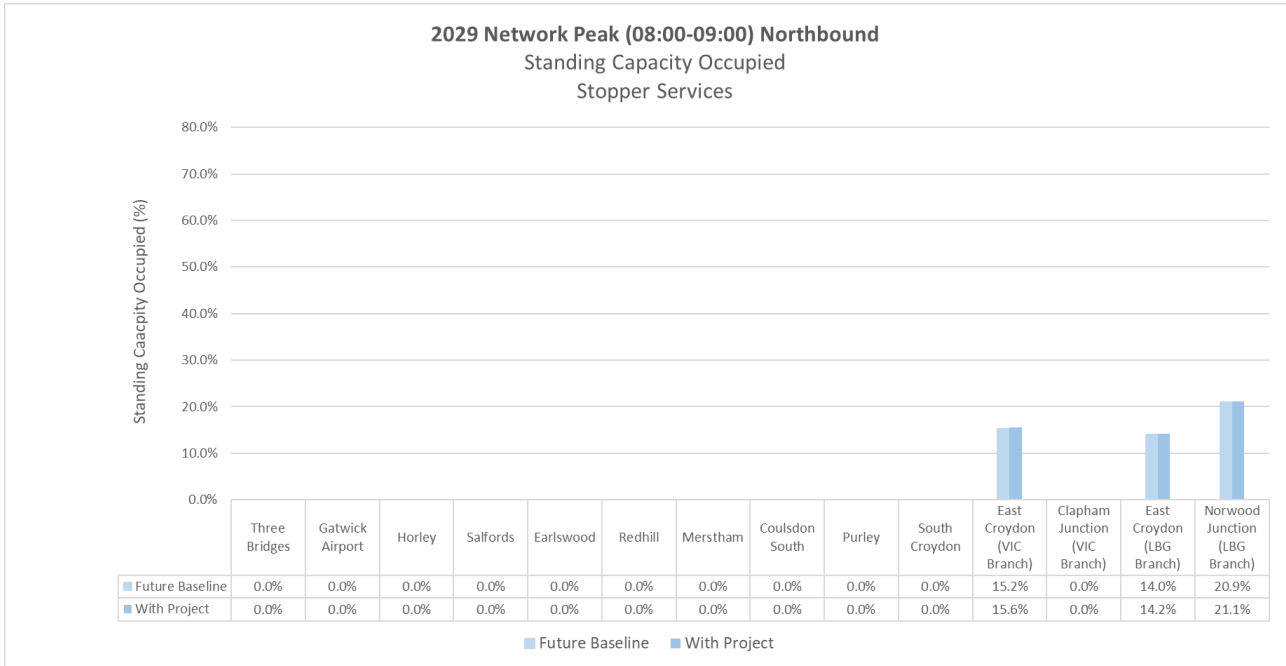 2029 Network Peak (08:00-09:00) Northbound
Standing Capacity Occupied
Stopper Services
Standing Caacpity Occupied (%)
80.0%
70.0%
60.0%
50.0%
40.0%
30.0%
20.0%
10.0%
0.0%
Three Bridges
Gatwick Airport
Horley
Salfords
Earlswood
Redhill
Merstham
Coulsdon South
Purley
South Croydon
East Croydon (VIC Branch)
Clapham Junction (VIC Branch)
East Croydon (LBG Branch)
Norwood Junction (LBG Branch)
Future Baseline 0.0% 0.0% 0.0% 0.0% 0.0% 0.0% 0.0% 0.0% 0.0% 0.0% 15.2% 0.0% 14.0% 20.9%
With Project 0.0% 0.0% 0.0% 0.0% 0.0% 0.0% 0.0% 0.0% 0.0% 0.0% 15.6% 0.0% 14.2% 21.1%
Future Baseline With Project